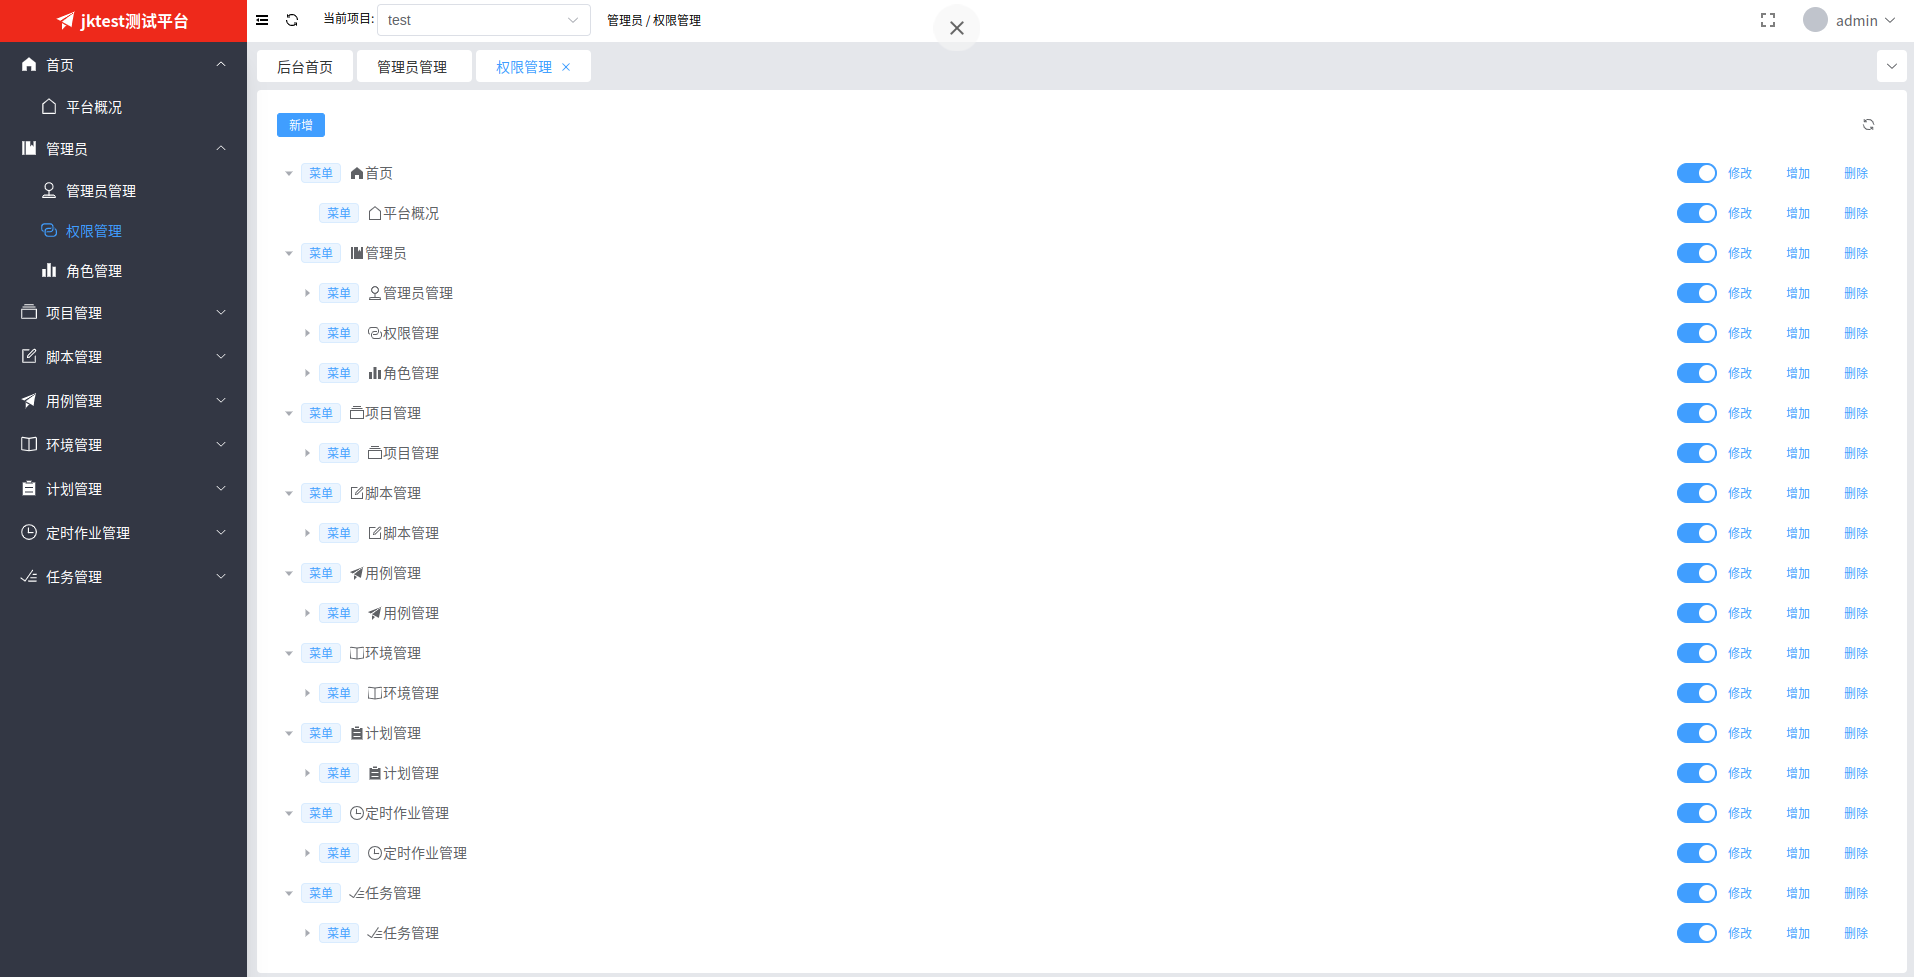 jktest测试平台
当前项目: test
管理员 / 权限管理
admin
首页
平台概况
管理员
管理员管理
权限管理
角色管理
项目管理
脚本管理
用例管理
环境管理
计划管理
定时作业管理
任务管理
后台首页 管理员管理 权限管理
新增
菜单 首页 修改 增加 删除
菜单 平台概况 修改 增加 删除
菜单 管理员 修改 增加 删除
菜单 管理员管理 修改 增加 删除
菜单 权限管理 修改 增加 删除
菜单 角色管理 修改 增加 删除
菜单 项目管理 修改 增加 删除
菜单 项目管理 修改 增加 删除
菜单 脚本管理 修改 增加 删除
菜单 脚本管理 修改 增加 删除
菜单 用例管理 修改 增加 删除
菜单 用例管理 修改 增加 删除
菜单 环境管理 修改 增加 删除
菜单 环境管理 修改 增加 删除
菜单 计划管理 修改 增加 删除
菜单 计划管理 修改 增加 删除
菜单 定时作业管理 修改 增加 删除
菜单 定时作业管理 修改 增加 删除
菜单 任务管理 修改 增加 删除
菜单 任务管理 修改 增加 删除